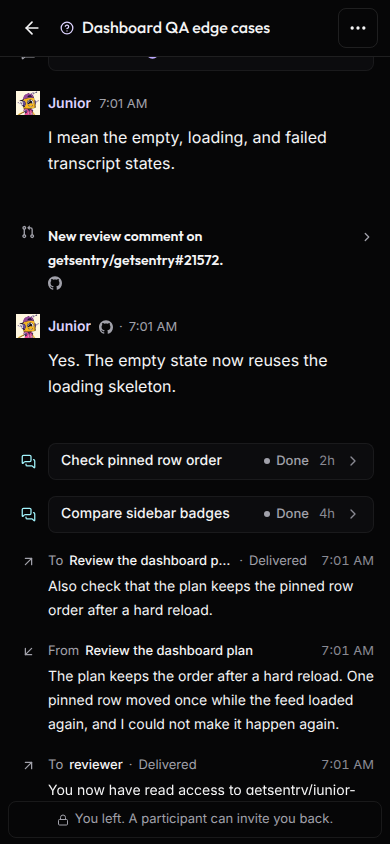 Dashboard QA edge cases
Junior 7:01 AM
I mean the empty, loading, and failed
transcript states.
New review comment on
getsentry/getsentry#21572.
Junior · 7:01 AM
Yes. The empty state now reuses the
loading skeleton.
Check pinned row order Done 2h
Compare sidebar badges Done 4h
To Review the dashboard p... · Delivered 7:01 AM
Also check that the plan keeps the pinned row
order after a hard reload.
From Review the dashboard plan 7:01 AM
The plan keeps the order after a hard reload. One
pinned row moved once while the feed loaded
again, and I could not make it happen again.
To reviewer · Delivered 7:01 AM
You now have read access to getsentry/junior-
You left. A participant can invite you back.